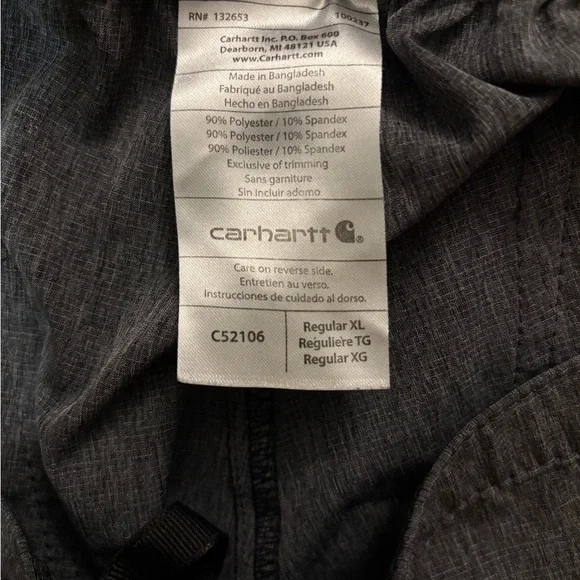 RN# 132653 100237
Carhartt Inc. P.O. Box 600
Dearborn, MI 48121 USA
www.Carhartt.com
Made in Bangladesh
Fabriqué au Bangladesh
Hecho en Bangladesh
90% Polyester / 10% Spandex
90% Polyester / 10% Spandex
90% Poliester / 10% Spandex
Exclusive of trimming
Sans garniture
Sin incluir adorno
carhartt
Care on reverse side.
Entretien au verso.
Instrucciones de cuidado al dorso.
C52106
Regular XL
Reguliere TG
Regular XG